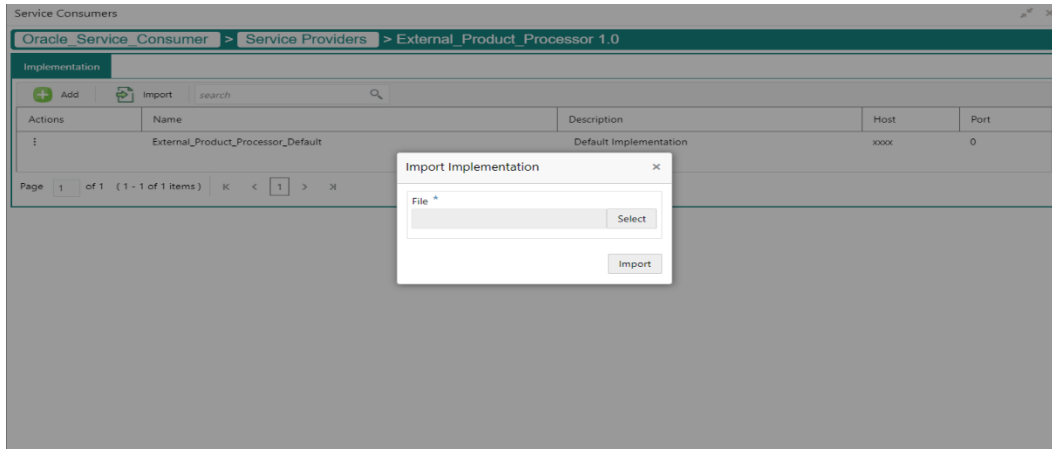 Service Consumers
Oracle_Service_Consumer > Service Providers > External_Product_Processor 1.0
Implementation
Add Import search
Actions Name Description Host Port
External_Product_Processor_Default Default Implementation xxxx 0
Import Implementation
Page 1 of 1 (1 - 1 of 1 items) 1
File *
Select
Import